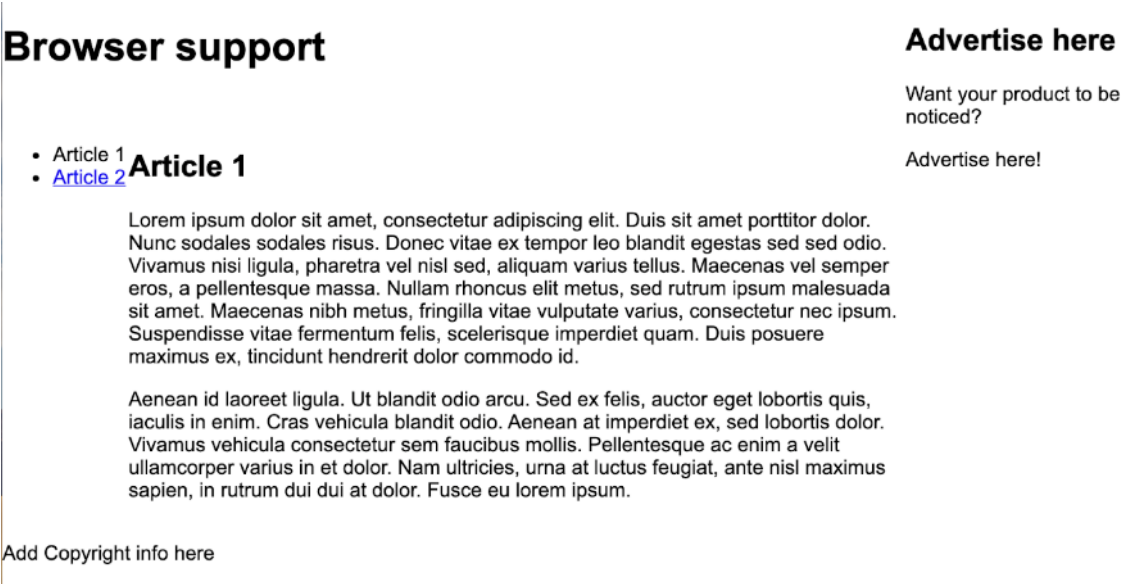 Browser support
Article 1
Article 2
Article 1
Lorem ipsum dolor sit amet, consectetur adipiscing elit. Duis sit amet porttitor dolor.
Nunc sodales sodales risus. Donec vitae ex tempor leo blandit egestas sed sed odio.
Vivamus nisi ligula, pharetra vel nisl sed, aliquam varius tellus. Maecenas vel semper
eros, a pellentesque massa. Nullam rhoncus elit metus, sed rutrum ipsum malesuada
sit amet. Maecenas nibh metus, fringilla vitae vulputate varius, consectetur nec ipsum.
Suspendisse vitae fermentum felis, scelerisque imperdiet quam. Duis posuere
maximus ex, tincidunt hendrerit dolor commodo id.
Aenean id laoreet ligula. Ut blandit odio arcu. Sed ex felis, auctor eget lobortis quis,
iaculis in enim. Cras vehicula blandit odio. Aenean at imperdiet ex, sed lobortis dolor.
Vivamus vehicula consectetur sem faucibus mollis. Pellentesque ac enim a velit
ullamcorper varius in et dolor. Nam ultricies, urna at luctus feugiat, ante nisl maximus
sapien, in rutrum dui dui at dolor. Fusce eu lorem ipsum.
Advertise here
Want your product to be
noticed?
Advertise here!
Add Copyright info here